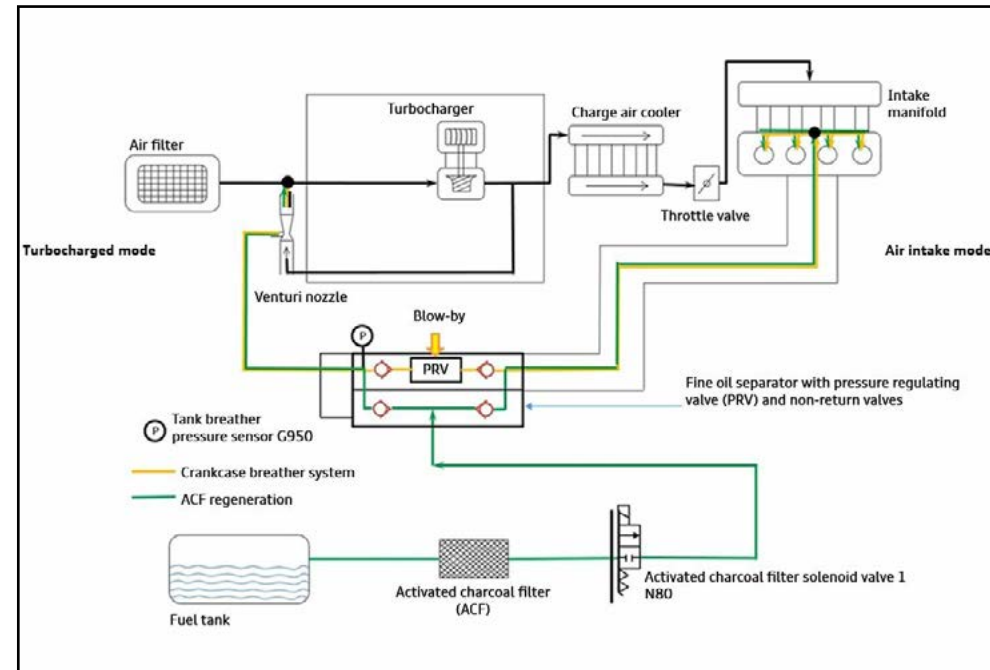 Turbocharger
Charge air cooler
Intake
manifold
Air filter
Throttle valve
Turbocharged mode
Air intake mode
Venturi nozzle
Blow-by
P
PRV
Fine oil separator with pressure regulating
valve (PRV) and non-return valves
P
Tank breather
pressure sensor G950
Crankcase breather system
ACF regeneration
Activated charcoal filter
(ACF)
Activated charcoal filter solenoid valve 1
N80
Fuel tank